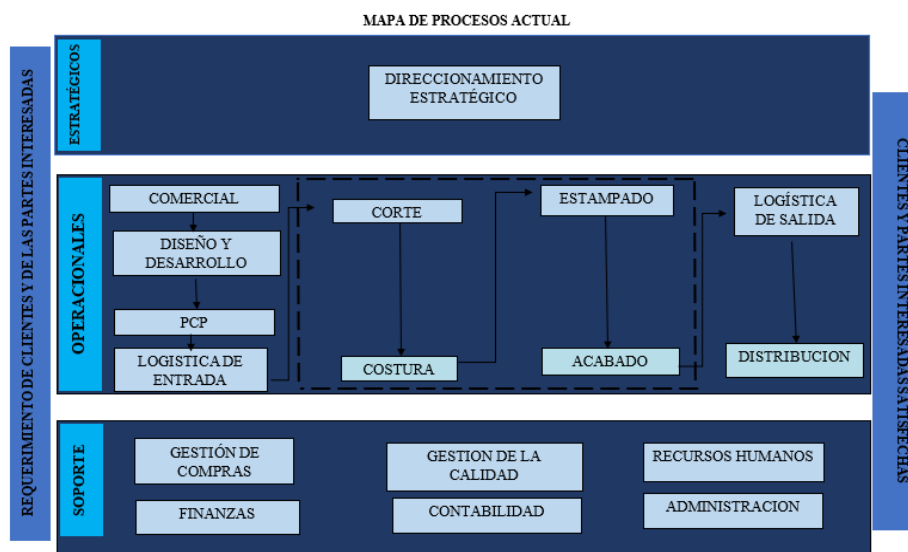 MAPA DE PROCESOS ACTUAL
REQUERIMIENTO DE CLIENTES Y DE LAS PARTES INTERESADAS
ESTRATÉGICOS
DIRECCIONAMIENTO
ESTRATÉGICO
OPERACIONALES
COMERCIAL
DISEÑO Y
DESARROLLO
PCP
LOGISTICA DE
ENTRADA
CORTE
COSTURA
ESTAMPADO
ACABADO
LOGÍSTICA
DE SALIDA
DISTRIBUCION
SOPORTE
GESTIÓN DE
COMPRAS
GESTION DE LA
CALIDAD
RECURSOS HUMANOS
FINANZAS
CONTABILIDAD
ADMINISTRACION
CLIENTES Y PARTES INTERESADAS SATISFECHAS